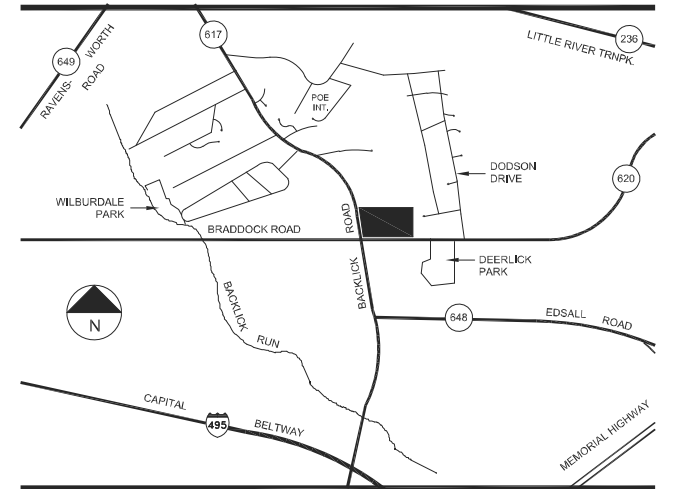 617
236
LITTLE RIVER TRNPK.
649
RAVENS-
WORTH
ROAD
POE
INT.
DODSON
DRIVE
620
WILBURDALE
PARK
BRADDOCK ROAD
ROAD
BACKLICK
DEERLICK
PARK
BACKLICK
RUN
N
648
EDSALL ROAD
CAPITAL
495
BELTWAY
MEMORIAL HIGHWAY